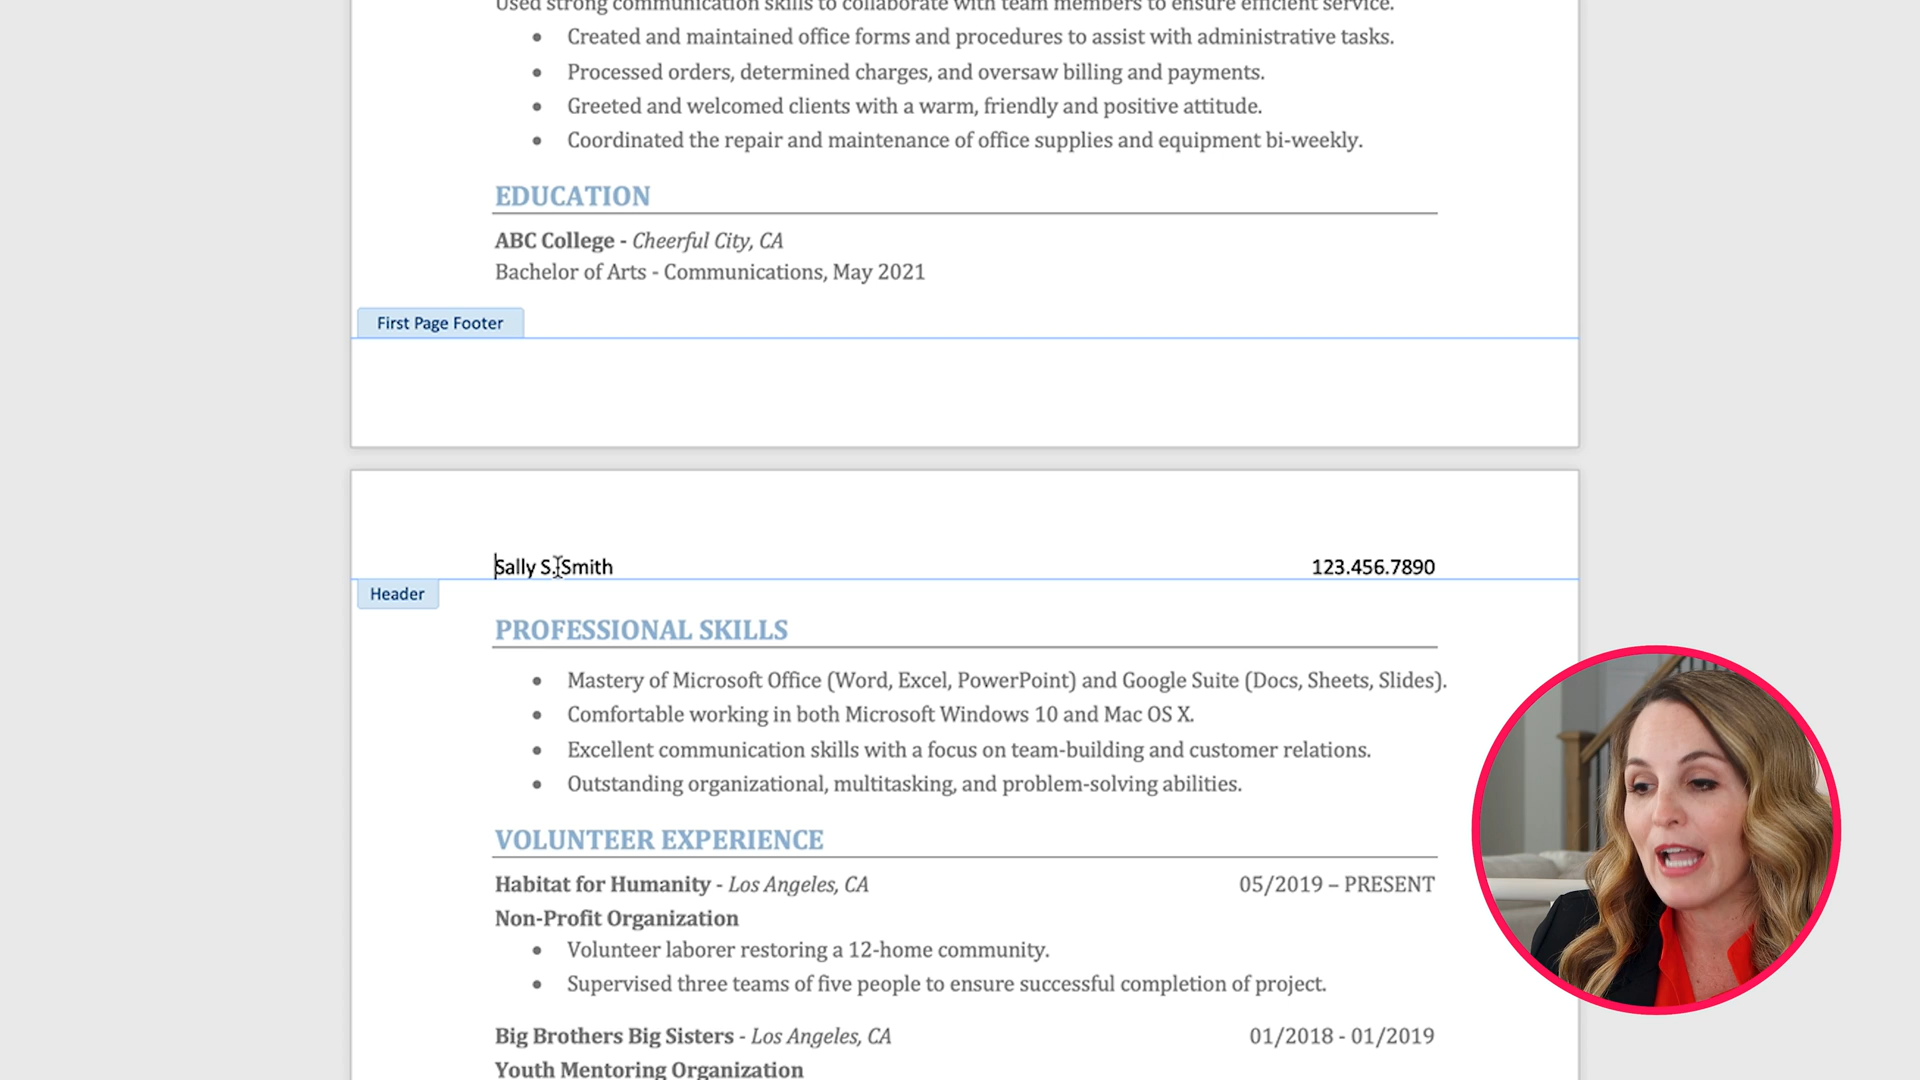 Used strong communication skills to collaborate with team members to ensure efficient service.
• Created and maintained office forms and procedures to assist with administrative tasks.
• Processed orders, determined charges, and oversaw billing and payments.
• Greeted and welcomed clients with a warm, friendly and positive attitude.
• Coordinated the repair and maintenance of office supplies and equipment bi-weekly.
EDUCATION
ABC College - Cheerful City, CA
Bachelor of Arts - Communications, May 2021
First Page Footer
Sally S. Smith 123.456.7890
Header
PROFESSIONAL SKILLS
• Mastery of Microsoft Office (Word, Excel, PowerPoint) and Google Suite (Docs, Sheets, Slides).
• Comfortable working in both Microsoft Windows 10 and Mac OS X.
• Excellent communication skills with a focus on team-building and customer relations.
• Outstanding organizational, multitasking, and problem-solving abilities.
VOLUNTEER EXPERIENCE
Habitat for Humanity - Los Angeles, CA 05/2019 – PRESENT
Non-Profit Organization
• Volunteer laborer restoring a 12-home community.
• Supervised three teams of five people to ensure successful completion of project.
Big Brothers Big Sisters - Los Angeles, CA 01/2018 - 01/2019
Youth Mentoring Organization